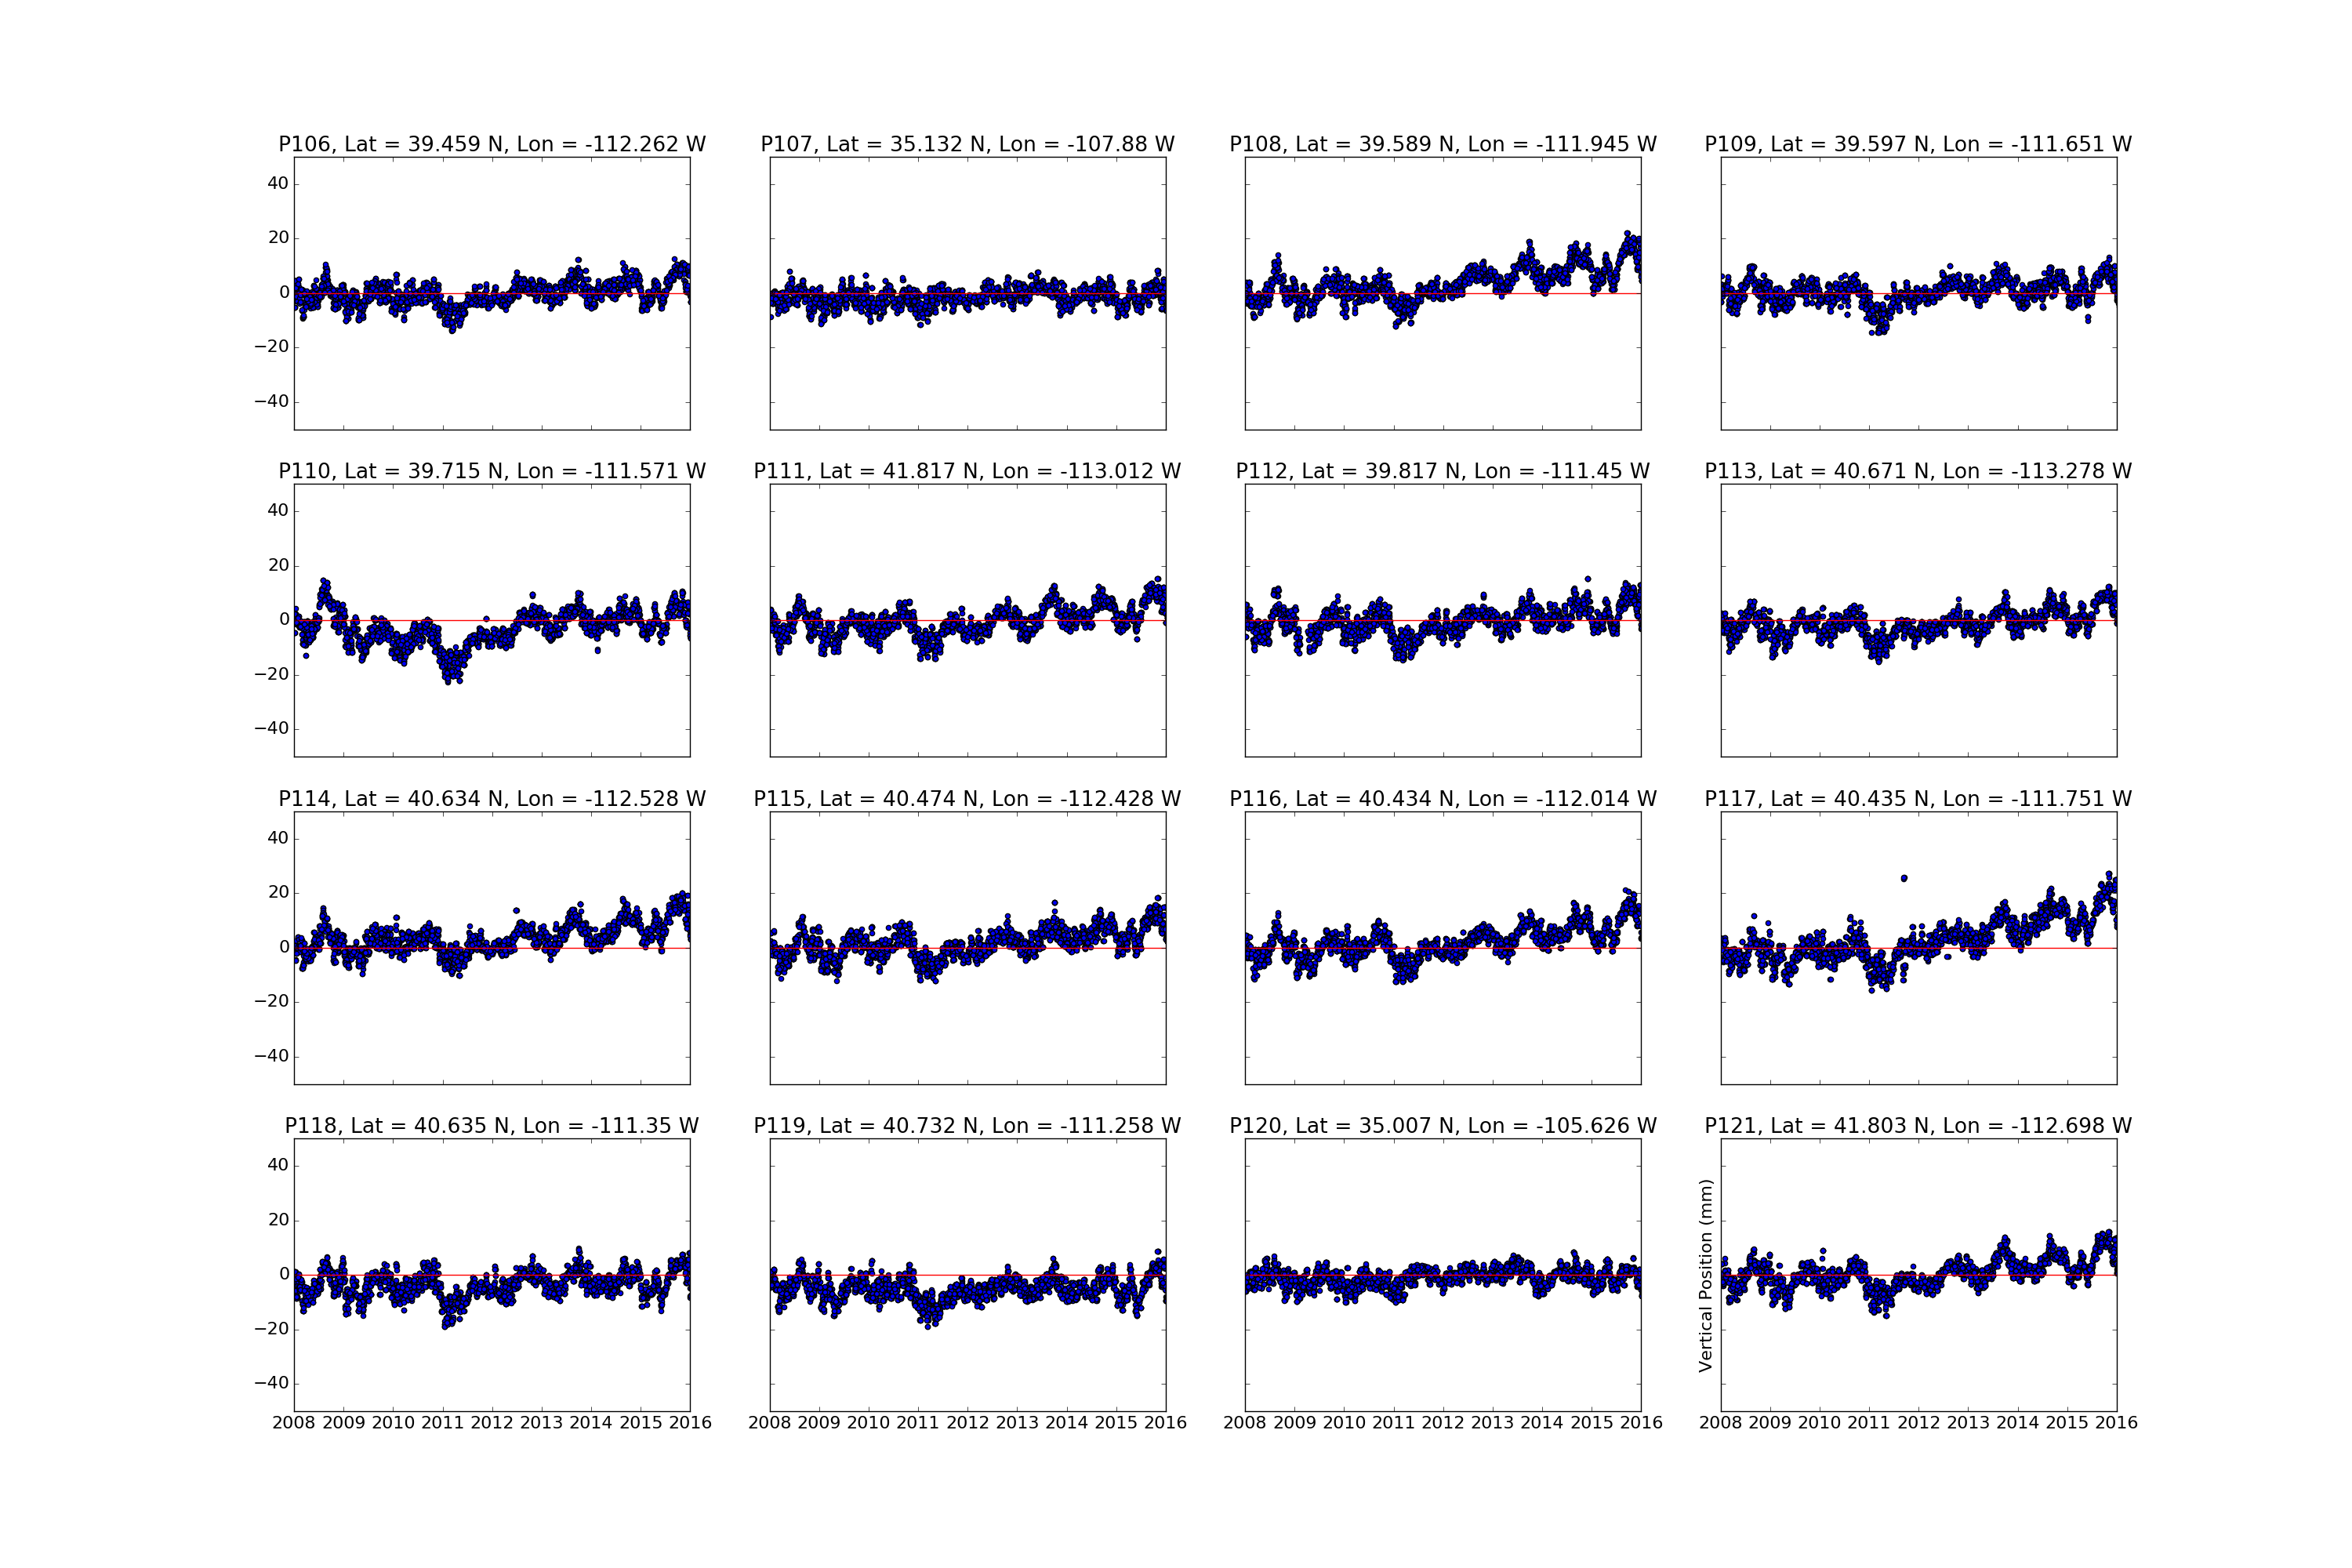 P106, Lat = 39.459 N, Lon = -112.262 W
P107, Lat = 35.132 N, Lon = -107.88 W
P108, Lat = 39.589 N, Lon = -111.945 W
P109, Lat = 39.597 N, Lon = -111.651 W
40
20
0
−20
−40
P110, Lat = 39.715 N, Lon = -111.571 W
P111, Lat = 41.817 N, Lon = -113.012 W
P112, Lat = 39.817 N, Lon = -111.45 W
P113, Lat = 40.671 N, Lon = -113.278 W
40
20
0
−20
−40
P114, Lat = 40.634 N, Lon = -112.528 W
P115, Lat = 40.474 N, Lon = -112.428 W
P116, Lat = 40.434 N, Lon = -112.014 W
P117, Lat = 40.435 N, Lon = -111.751 W
40
20
0
−20
−40
P118, Lat = 40.635 N, Lon = -111.35 W
P119, Lat = 40.732 N, Lon = -111.258 W
P120, Lat = 35.007 N, Lon = -105.626 W
P121, Lat = 41.803 N, Lon = -112.698 W
40
20
0
−20
−40
Vertical Position (mm)
2008 2009 2010 2011 2012 2013 2014 2015 2016
2008 2009 2010 2011 2012 2013 2014 2015 2016
2008 2009 2010 2011 2012 2013 2014 2015 2016
2008 2009 2010 2011 2012 2013 2014 2015 2016